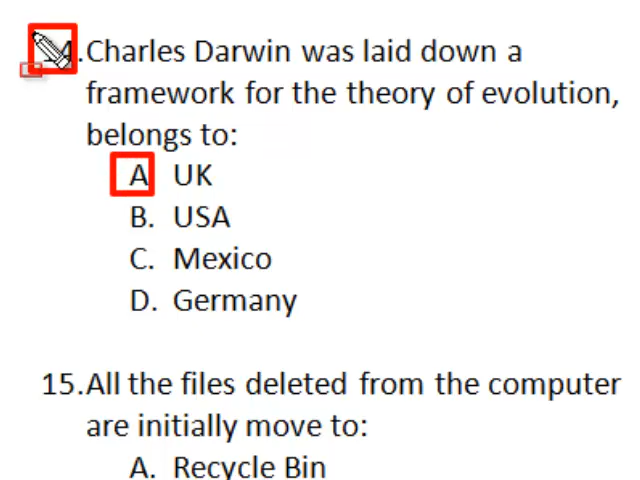 Charles Darwin was laid down a
framework for the theory of evolution,
belongs to:
A UK
B. USA
C. Mexico
D. Germany
15.All the files deleted from the computer
are initially move to:
A. Recycle Bin